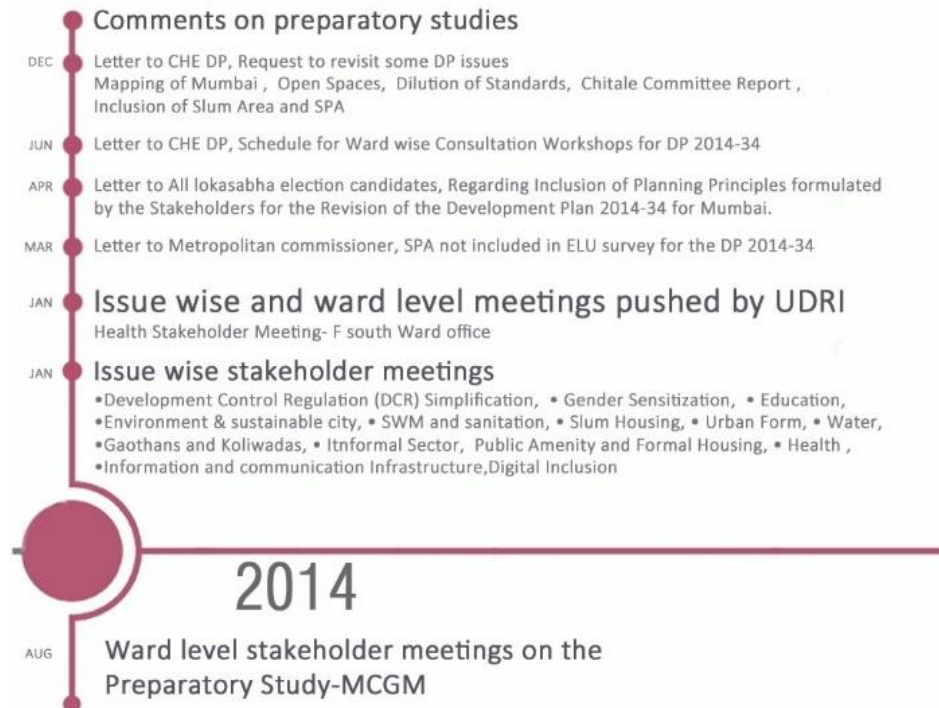 Comments on preparatory studies
DEC
Letter to CHE DP, Request to revisit some DP issues
Mapping of Mumbai , Open Spaces, Dilution of Standards, Chitale Committee Report ,
Inclusion of Slum Area and SPA
JUN
Letter to CHE DP, Schedule for Ward wise Consultation Workshops for DP 2014-34
APR
Letter to All lokasabha election candidates, Regarding Inclusion of Planning Principles formulated
by the Stakeholders for the Revision of the Development Plan 2014-34 for Mumbai.
MAR
Letter to Metropolitan commissioner, SPA not included in ELU survey for the DP 2014-34
JAN
Issue wise and ward level meetings pushed by UDRI
Health Stakeholder Meeting- F south Ward office
JAN
Issue wise stakeholder meetings
•Development Control Regulation (DCR) Simplification, • Gender Sensitization, • Education,
•Environment & sustainable city, • SWM and sanitation, • Slum Housing, • Urban Form, • Water,
•Gaothans and Koliwadas, • Itnformal Sector, Public Amenity and Formal Housing, • Health ,
•Information and communication Infrastructure,Digital Inclusion
2014
AUG
Ward level stakeholder meetings on the
Preparatory Study-MCGM